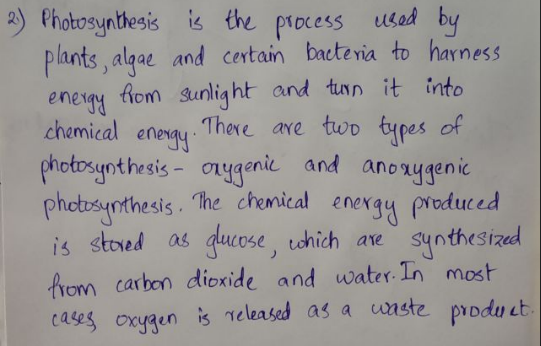 2.) Photosynthesis is the process used by
plants, algae and certain bacteria to harness
energy from sunlight and turn it into
chemical energy. There are two types of
photosynthesis - oxygenic and anoxygenic
photosynthesis. The chemical energy produced
is stored as glucose, which are synthesized
from carbon dioxide and water. In most
cases, oxygen is released as a waste product.